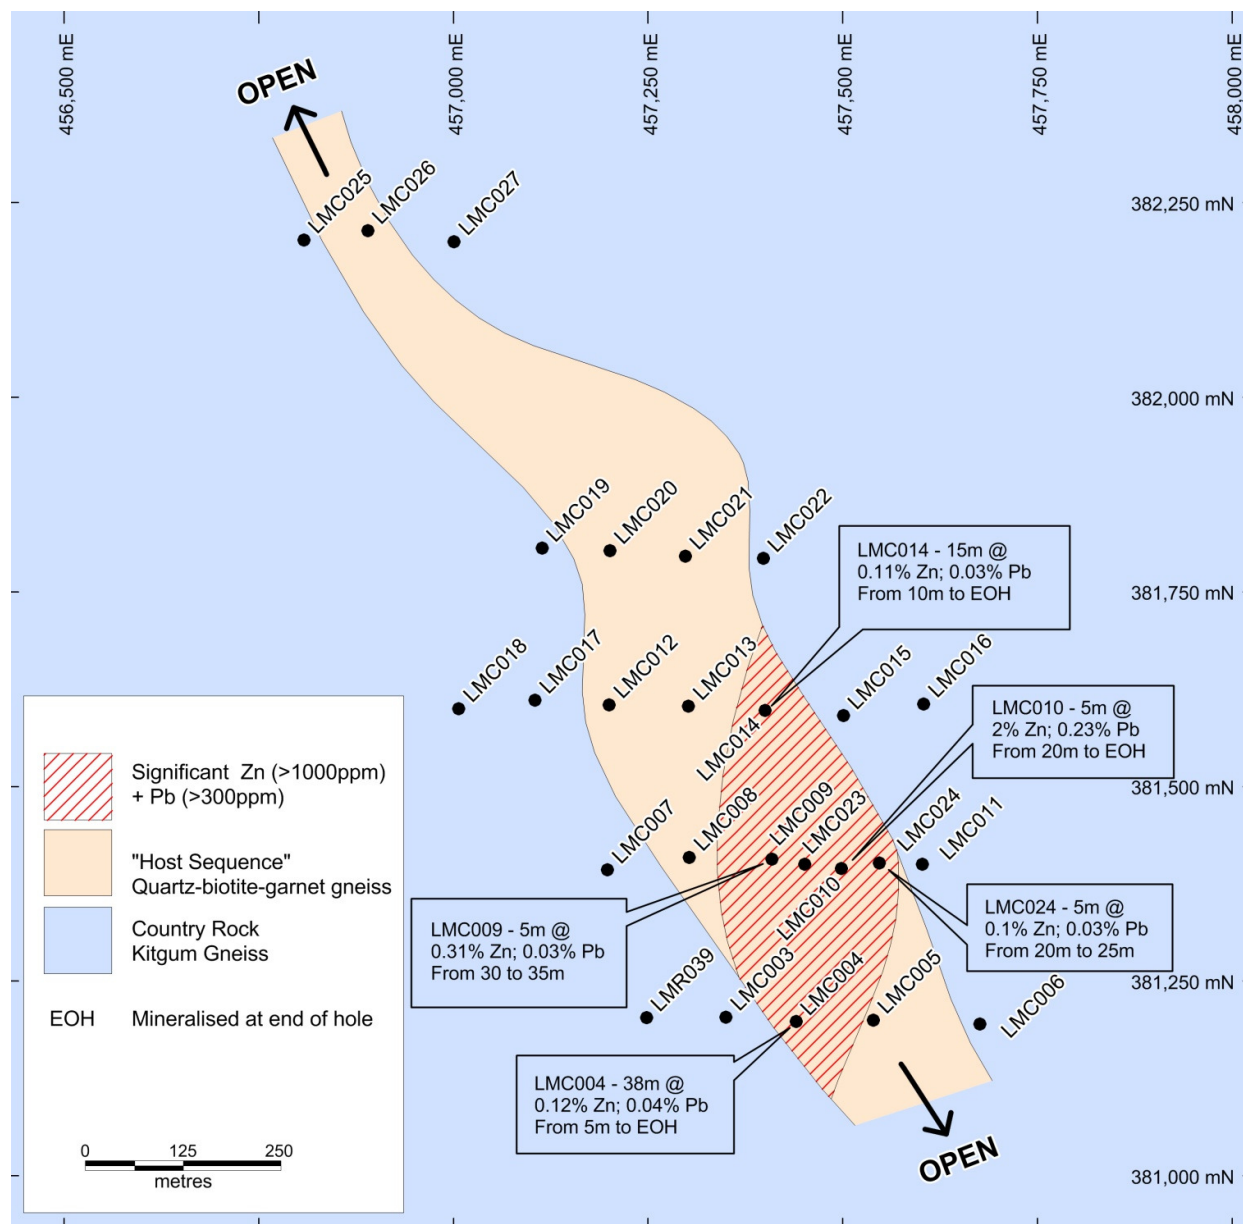 456,500 mE
457,000 mE
457,250 mE
457,500 mE
457,750 mE
458,000 mE
OPEN
LMC025
LMC026
LMC027
382,250 mN
382,000 mN
LMC019
LMC020
LMC021
LMC022
LMC014 - 15m @
0.11% Zn; 0.03% Pb
From 10m to EOH
381,750 mN
LMC018
LMC017
LMC012
LMC013
LMC014
LMC015
LMC016
LMC010 - 5m @
2% Zn; 0.23% Pb
From 20m to EOH
381,500 mN
LMC007
LMC008
LMC009
LMC023
LMC010
LMC024
LMC011
LMC009 - 5m @
0.31% Zn; 0.03% Pb
From 30 to 35m
LMC024 - 5m @
0.1% Zn; 0.03% Pb
From 20m to 25m
381,250 mN
LMR039
LMC003
LMC004
LMC005
LMC006
LMC004 - 38m @
0.12% Zn; 0.04% Pb
From 5m to EOH
OPEN
381,000 mN
Significant Zn (>1000ppm)
+ Pb (>300ppm)
"Host Sequence"
Quartz-biotite-garnet gneiss
Country Rock
Kitgum Gneiss
EOH Mineralised at end of hole
0 125 250
metres